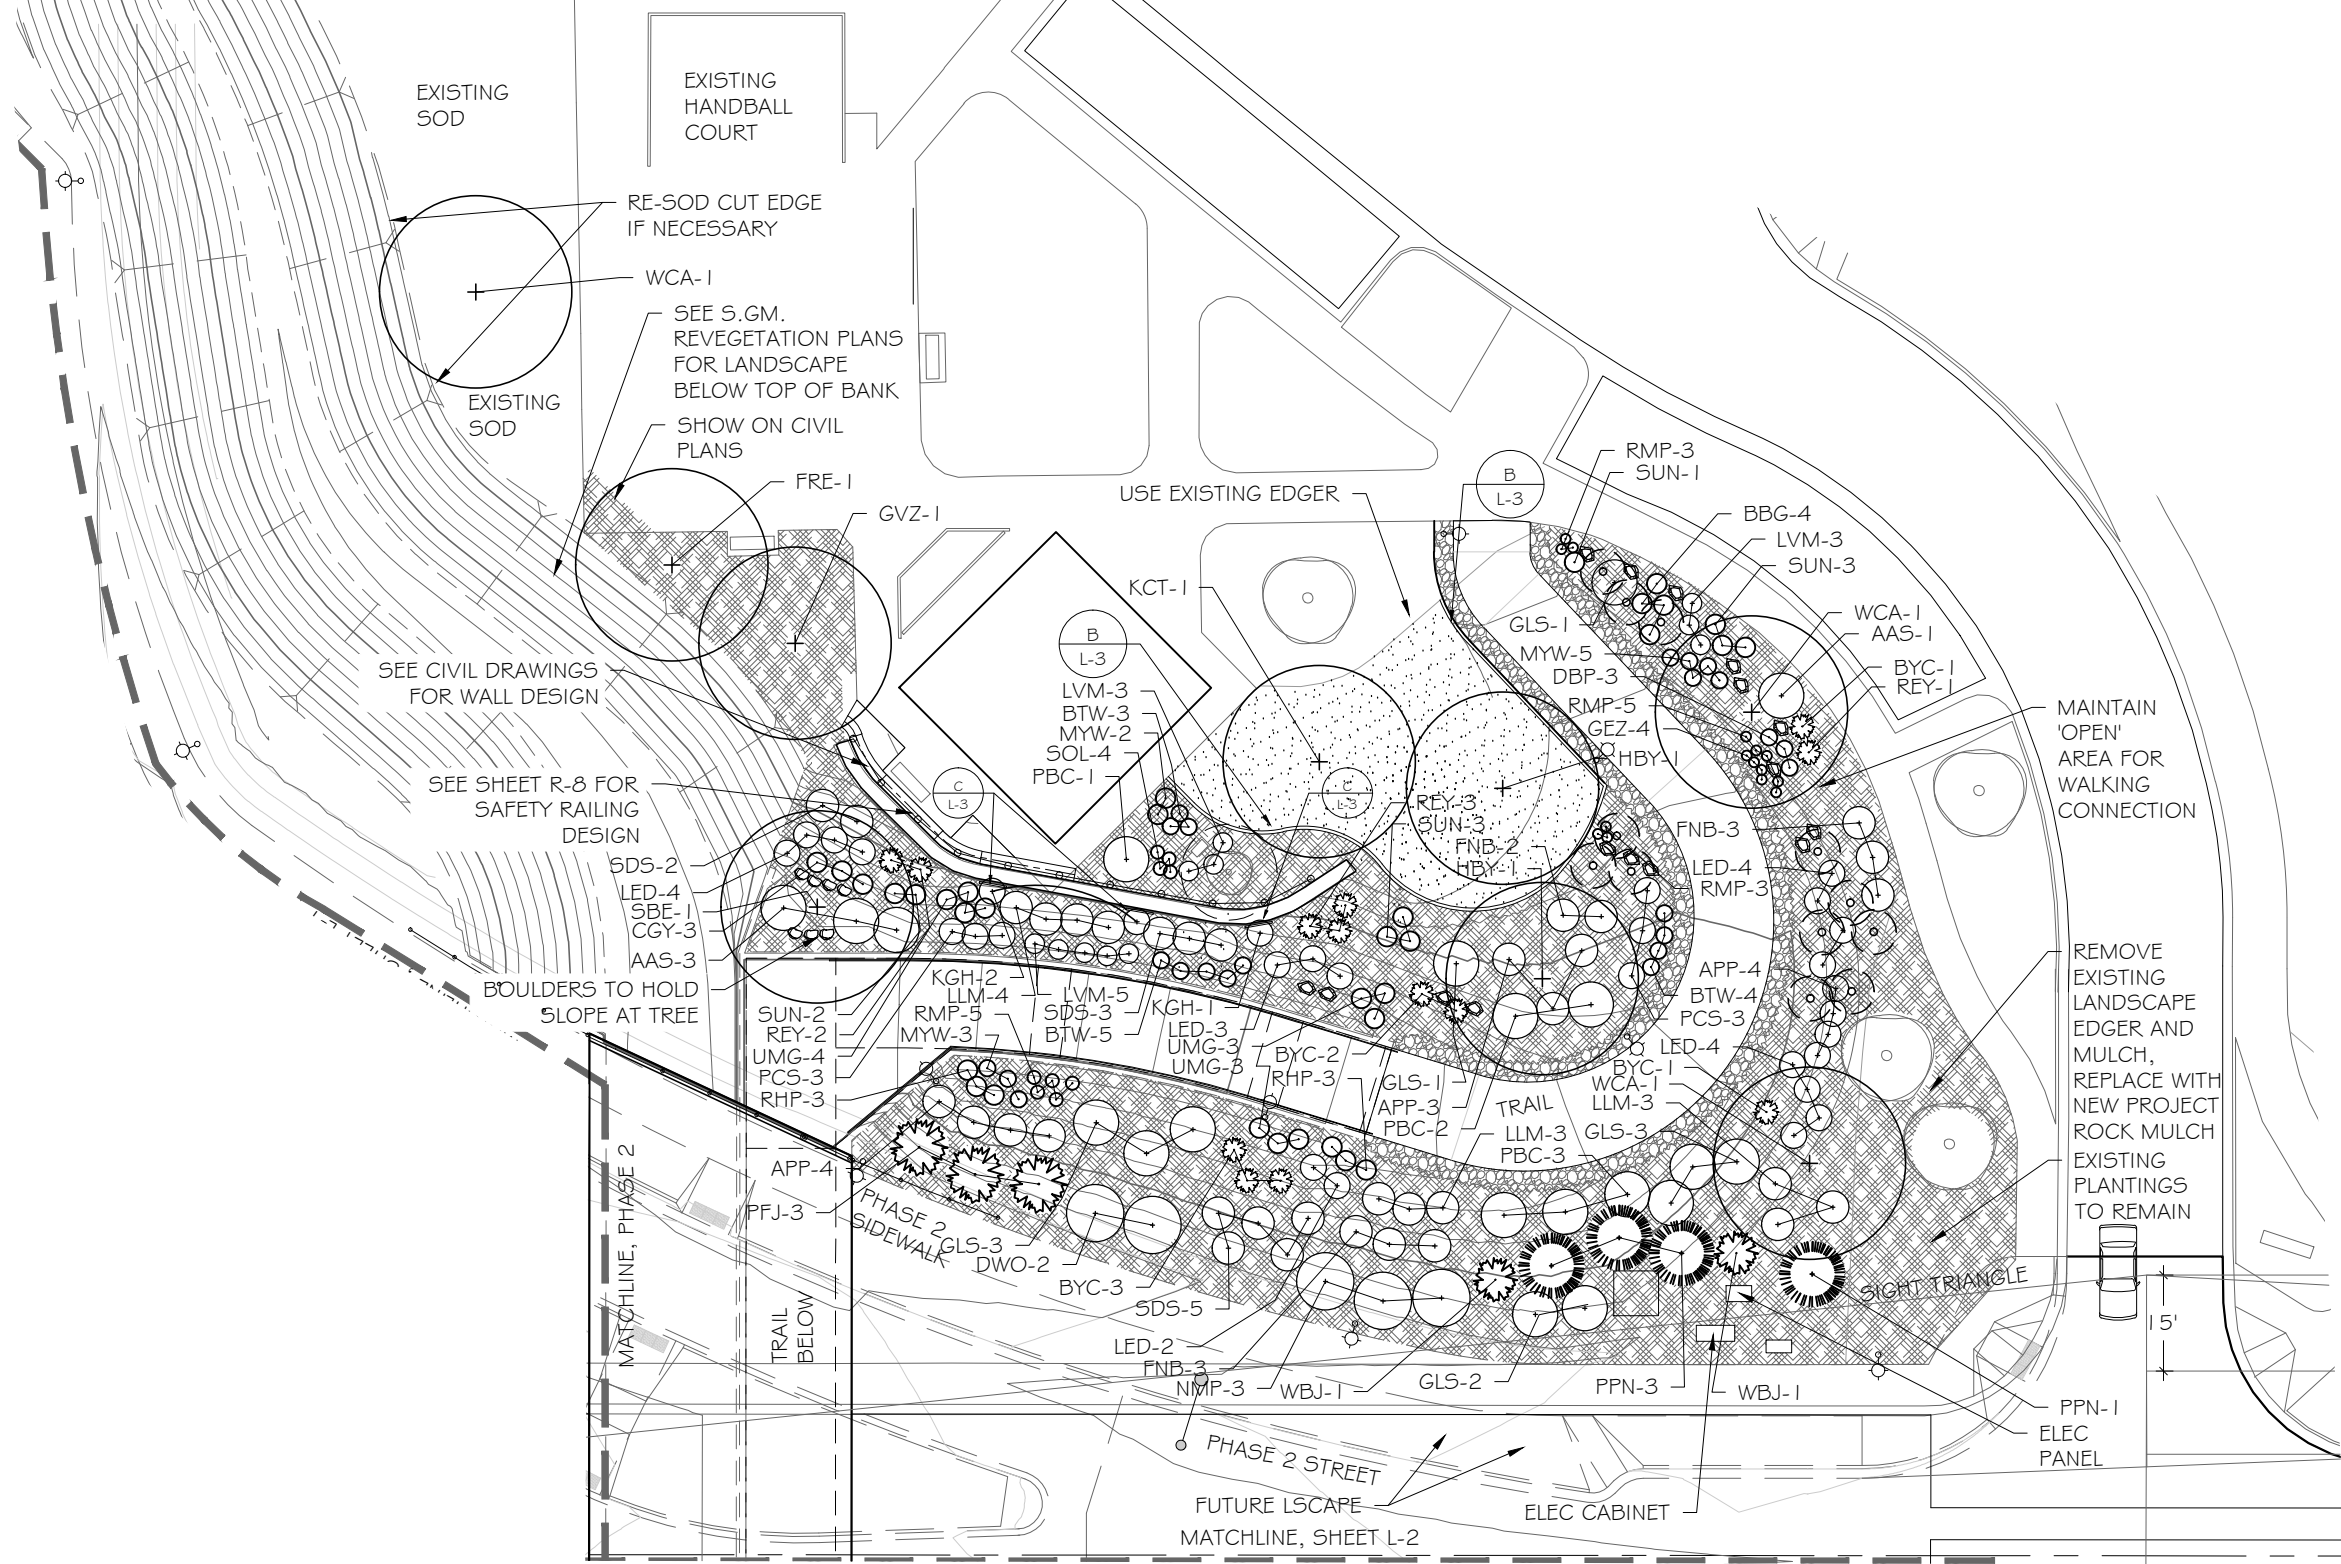 EXISTING
SOD
EXISTING
HANDBALL
COURT
RE-SOD CUT EDGE
IF NECESSARY
WCA-1
SEE S.GM.
REVEGETATION PLANS
FOR LANDSCAPE
BELOW TOP OF BANK
EXISTING
SOD
SHOW ON CIVIL
PLANS
FRE-1
GVZ-1
USE EXISTING EDGER
B
L-3
RMP-3
SUN-1
BBG-4
LVM-3
SUN-3
WCA-1
AAS-1
BYC-1
REY-1
KCT-1
GLS-1
MYW-5
DBP-3
RMP-5
GEZ-4
HBY-1
B
L-3
LVM-3
BTW-3
MYW-2
SOL-4
PBC-1
SEE CIVIL DRAWINGS
FOR WALL DESIGN
SEE SHEET R-8 FOR
SAFETY RAILING
DESIGN
C
L-3
C
L-3
REY-3
SUN-3
FNB-2
HBY-1
MAINTAIN
'OPEN'
AREA FOR
WALKING
CONNECTION
FNB-3
LED-4
RMP-3
SDS-2
LED-4
SBE-1
CGY-3
AAS-3
BOULDERS TO HOLD
SLOPE AT TREE
SUN-2
REY-2
UMG-4
PCS-3
RHP-3
KGH-2
LLM-4
RMP-5
MYW-3
LVM-5
SDS-3
BTW-5
KGH-1
LED-3
UMG-3
UMG-3
BYC-2
RHP-3
GLS-1
APP-3
PBC-2
APP-4
BTW-4
PCS-3
LED-4
BYC-1
WCA-1
LLM-3
TRAIL
LLM-3
GLS-3
PBC-3
REMOVE
EXISTING
LANDSCAPE
EDGER AND
MULCH,
REPLACE WITH
NEW PROJECT
ROCK MULCH
EXISTING
PLANTINGS
TO REMAIN
APP-4
PFJ-3
PHASE 2
SIDEWALK
GLS-3
DWO-2
BYC-3
SDS-5
LED-2
FNB-3
NMP-3
WBJ-1
GLS-2
PPN-3
WBJ-1
SIGHT TRIANGLE
15'
PPN-1
ELEC
PANEL
MATCHLINE, PHASE 2
TRAIL
BELOW
PHASE 2 STREET
FUTURE LSCAPE
ELEC CABINET
MATCHLINE, SHEET L-2